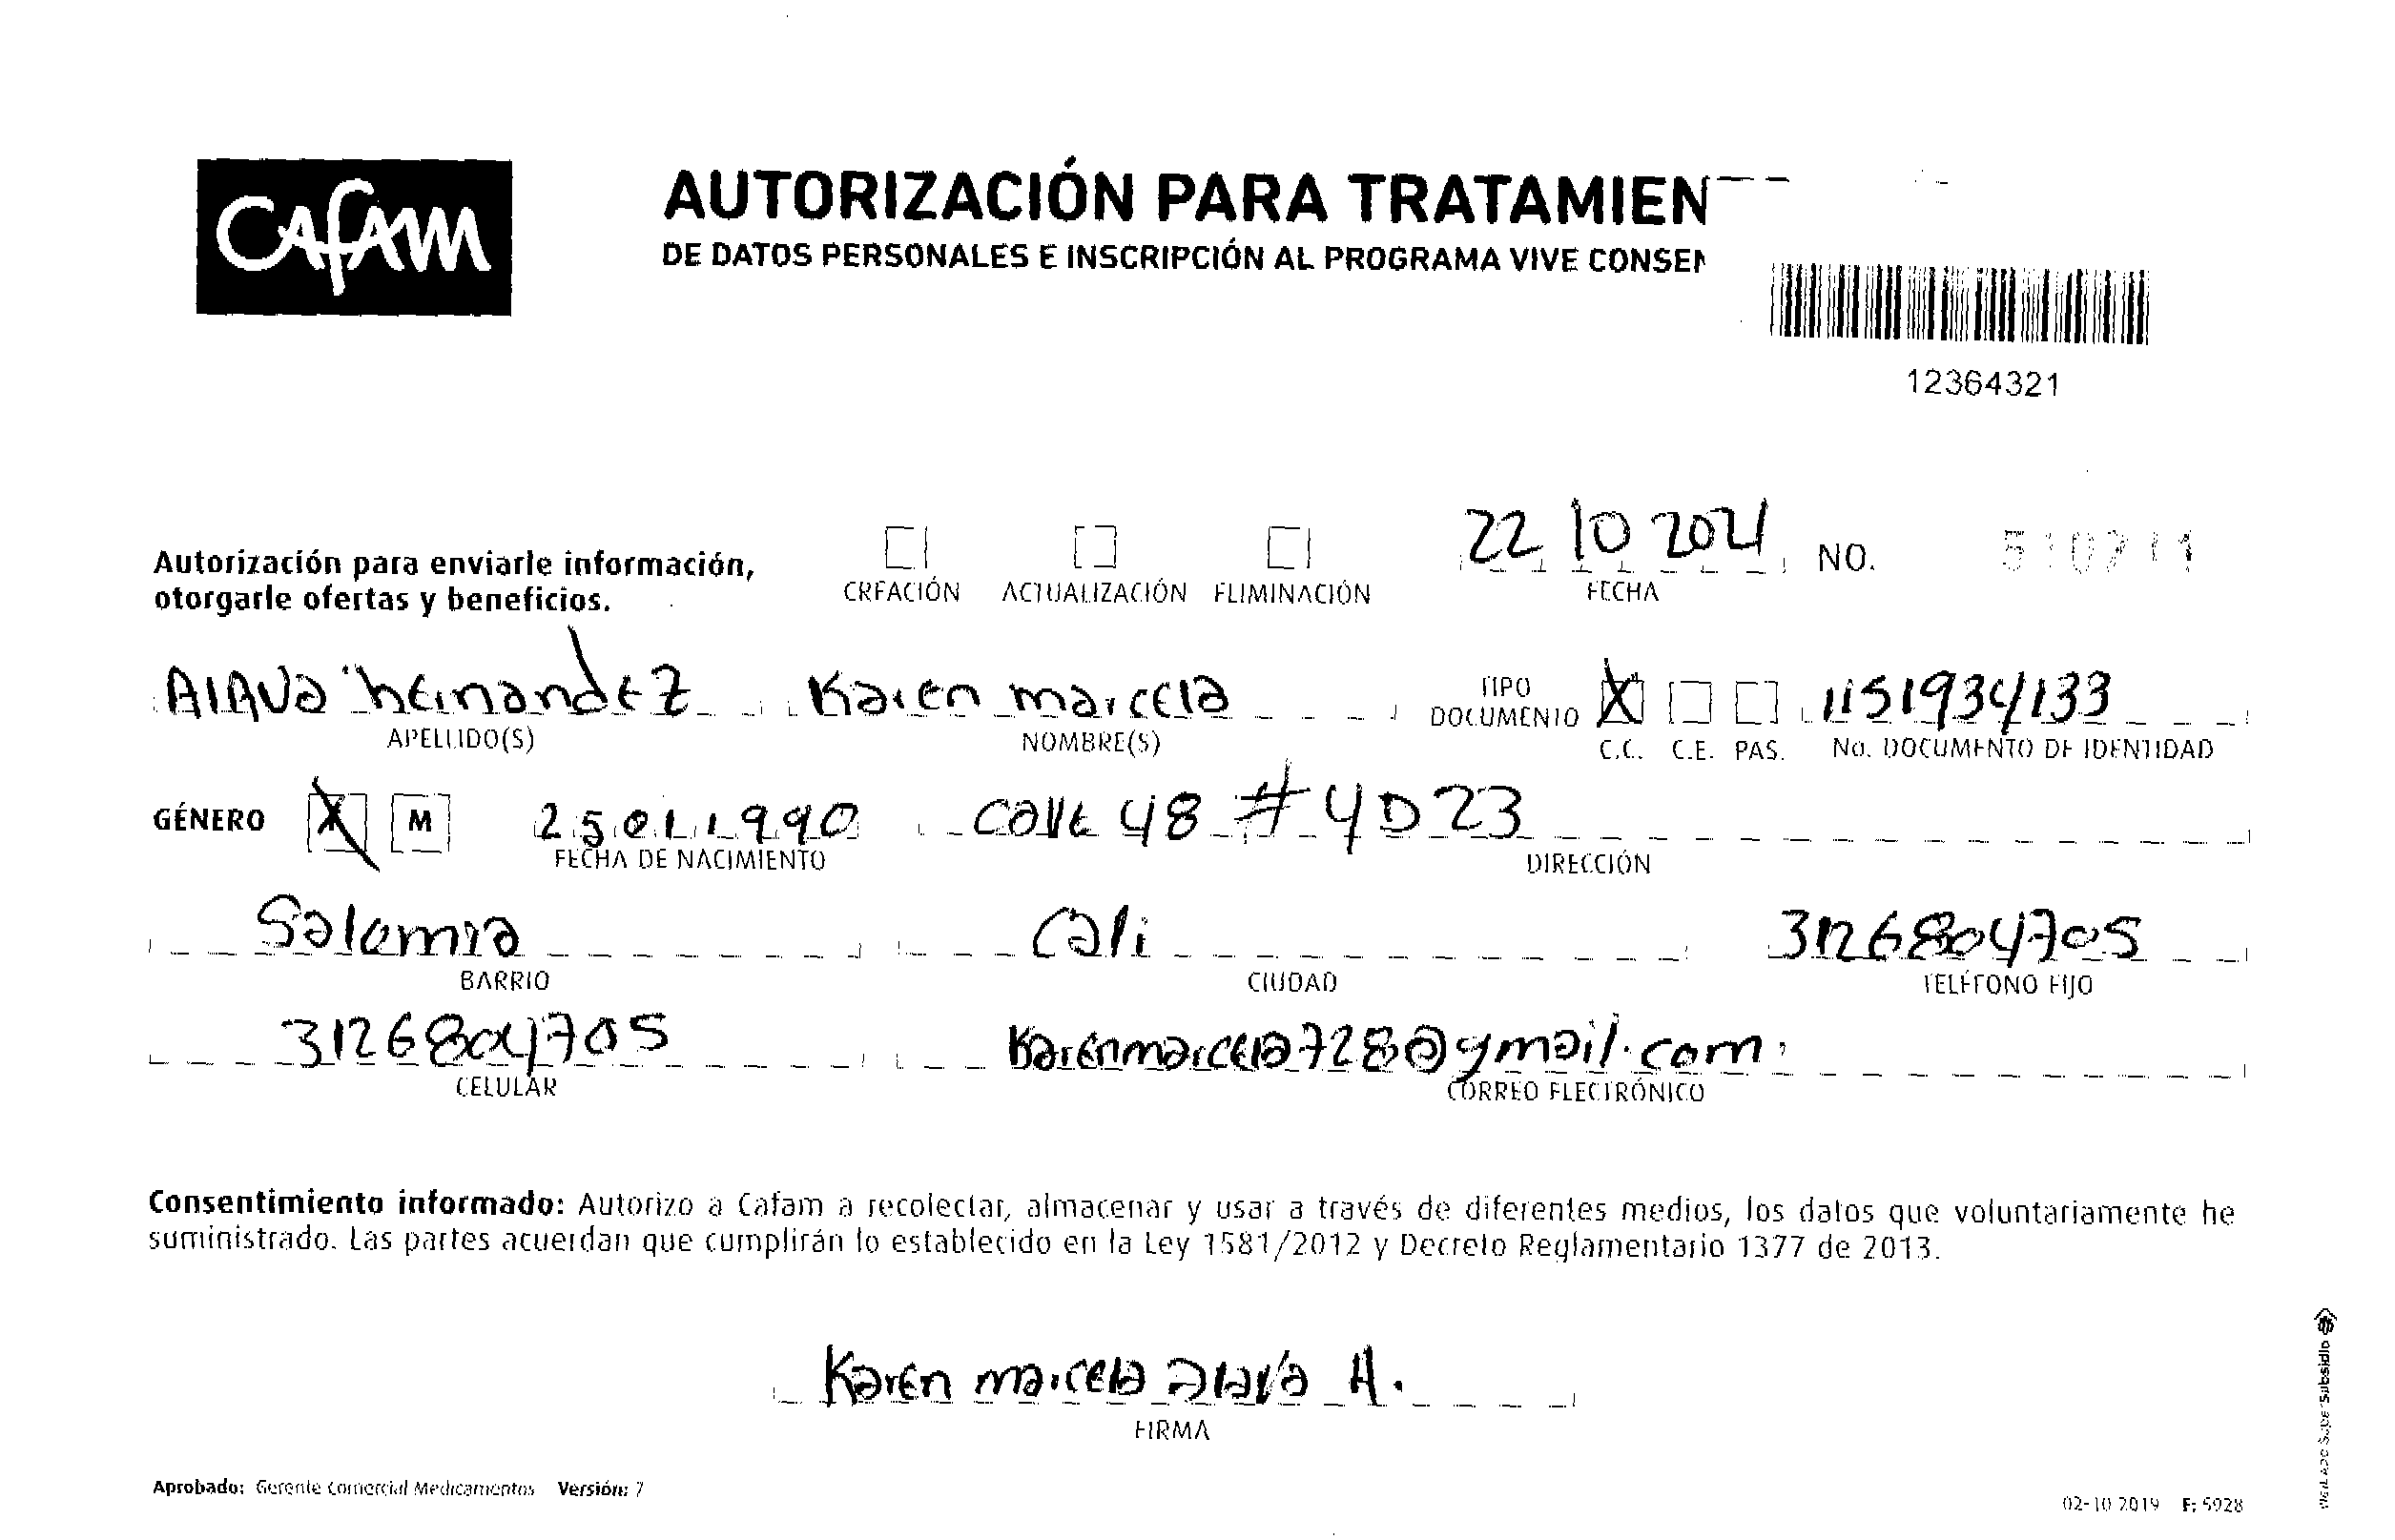 Cafam
AUTORIZACIÓN PARA TRATAMIEN
DE DATOS PERSONALES E INSCRIPCIÓN AL PROGRAMA VIVE CONSEN
12364321
Autorización para enviarle información,
otorgarle ofertas y beneficios.
CREACIÓN ACTUALIZACIÓN ELIMINACIÓN
22 10 2021 NO.
FECHA
AlAVa hernandEZ Karen marcela TIPO DOCUMENTO X 1151934133
APELLIDO(S) NOMBRE(S) C.C. C.E. PAS. No. DOCUMENTO DE IDENTIDAD
GÉNERO X M 25011990 Calle 48 # 4D23
FECHA DE NACIMIENTO DIRECCIÓN
Salomia Cali 3126804705
BARRIO CIUDAD TELÉFONO FIJO
3126804705 Karenmarcela728@gmail.com
CELULAR CORREO ELECTRÓNICO
Consentimiento informado: Autorizo a Cafam a recolectar, almacenar y usar a través de diferentes medios, los datos que voluntariamente he
suministrado. Las partes acuerdan que cumplirán lo establecido en la Ley 1581/2012 y Decreto Reglamentario 1377 de 2013.
Karen marcela alava H.
FIRMA
Aprobado: Gerente Comercial Medicamentos Versión: 7
02-10 2019 F: 5928
VIGILADO SuperSubsidio